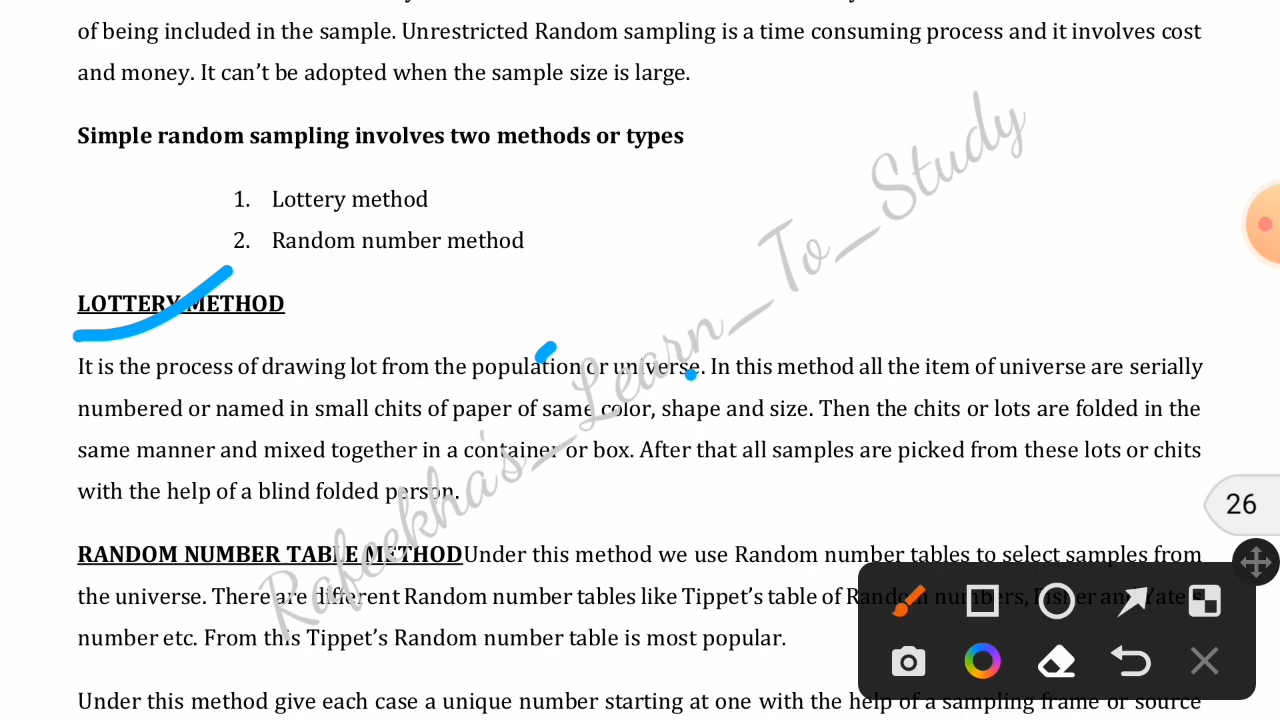 of being included in the sample. Unrestricted Random sampling is a time consuming process and it involves cost
and money. It can’t be adopted when the sample size is large.
Simple random sampling involves two methods or types
1. Lottery method
2. Random number method
LOTTERY METHOD
It is the process of drawing lot from the population or universe. In this method all the item of universe are serially
numbered or named in small chits of paper of same color, shape and size. Then the chits or lots are folded in the
same manner and mixed together in a container or box. After that all samples are picked from these lots or chits
with the help of a blind folded person.
RANDOM NUMBER TABLE METHODUnder this method we use Random number tables to select samples from
the universe. There are different Random number tables like Tippet’s table of Random numbers, Fisher and Yate's
number etc. From this Tippet’s Random number table is most popular.
Under this method give each case a unique number starting at one with the help of a sampling frame or source
Rafeekha's_Learn_To_Study
26